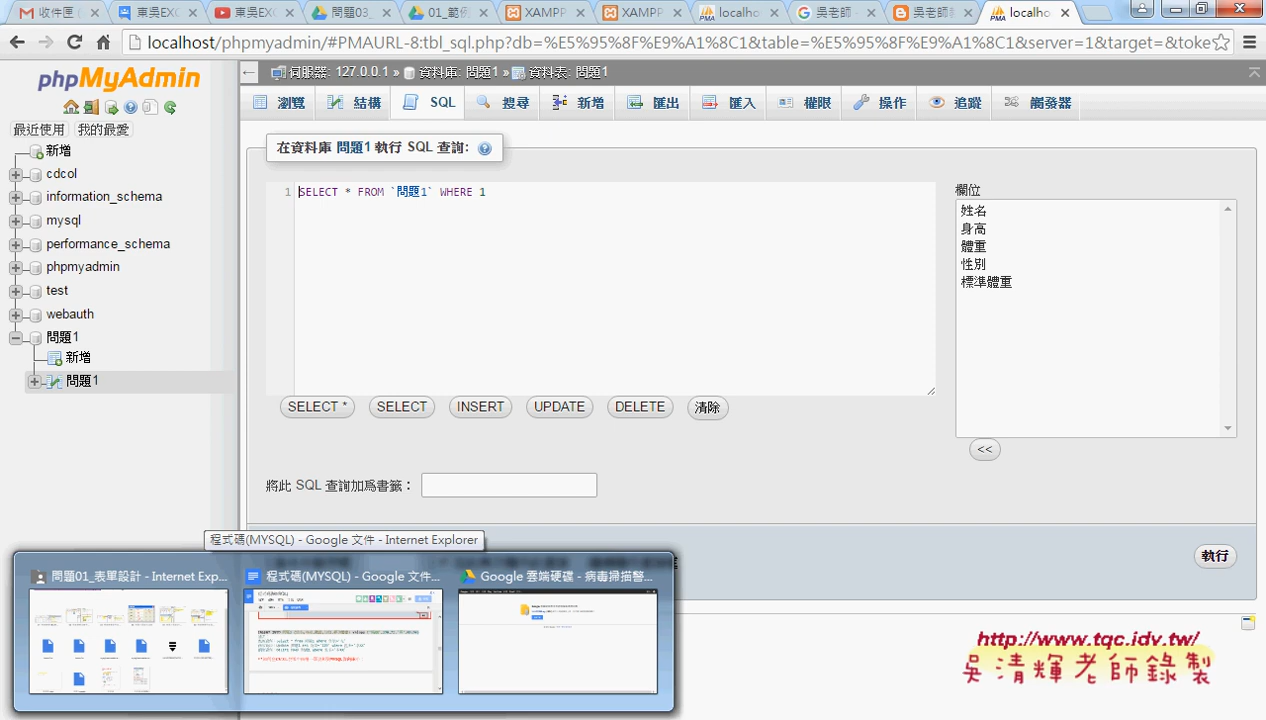 收件匣
東吳EXC
東吳EXC
問題03_
01_範例
XAMPP
XAMPP
localho
吳老師 -
吳老師
localho
localhost/phpmyadmin/#PMAURL-8:tbl_sql.php?db=%E5%95%8F%E9%A1%8C1&table=%E5%95%8F%E9%A1%8C1&server=1&target=&toke
phpMyAdmin
最近使用 我的最愛
新增
cdcol
information_schema
mysql
performance_schema
phpmyadmin
test
webauth
問題1
新增
問題1
伺服器: 127.0.0.1 » 資料庫: 問題1 » 資料表: 問題1
瀏覽 結構 SQL 搜尋 新增 匯出 匯入 權限 操作 追蹤 觸發器
在資料庫 問題1 執行 SQL 查詢:
1 SELECT * FROM `問題1` WHERE 1
欄位
姓名
身高
體重
性別
標準體重
SELECT * SELECT INSERT UPDATE DELETE 清除
<<
將此 SQL 查詢加為書籤:
執行
程式碼(MYSQL) - Google 文件 - Internet Explorer
問題01_表單設計 - Internet Exp...
程式碼(MYSQL) - Google 文件...
Google 雲端硬碟 - 病毒掃描警...
http://www.tqc.idv.tw/
吳清輝老師錄製